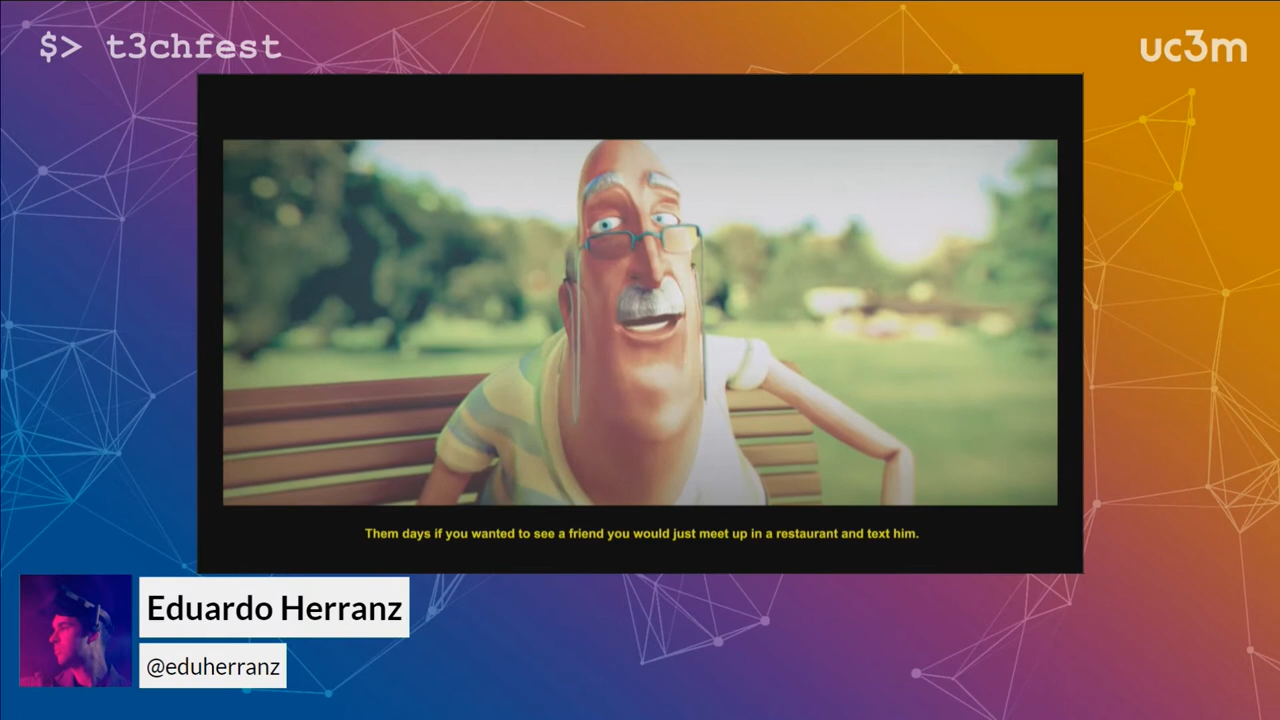 $> t3chfest
uc3m
Them days if you wanted to see a friend you would just meet up in a restaurant and text him.
Eduardo Herranz
@eduherranz